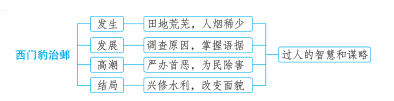 西门豹治邺
发生
田地荒芜，人烟稀少
发展
调查原因，掌握语据
高潮
严办首恶，为民除害
结局
兴修水利，改变面貌
过人的智慧和谋略